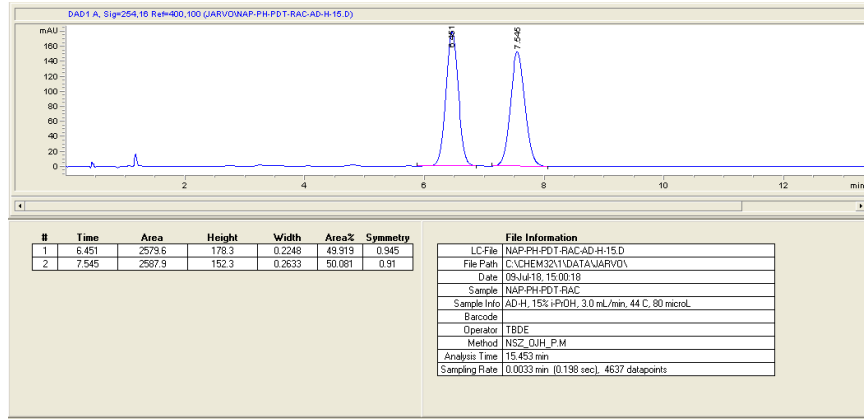 DAD1 A, Sig=254,16 Ref=400,100 (JARVO\NAP-PH-PDT-RAC-AD-H-15.D)
mAU
160
140
120
100
80
60
40
20
0
6.451
7.545
2 4 6 8 10 12 min
# Time Area Height Width Area% Symmetry
1 6.451 2579.6 178.3 0.2248 49.919 0.945
2 7.545 2587.9 152.3 0.2633 50.081 0.91
File Information
LC-File NAP-PH-PDT-RAC-AD-H-15.D
File Path C:\CHEM32\1\DATA\JARVO\
Date 09-Jul-18, 15:00:18
Sample NAP-PH-PDT-RAC
Sample Info AD-H, 15% i-PrOH, 3.0 mL/min, 44 C, 80 microL
Barcode
Operator TBDE
Method NSZ_OJH_P.M
Analysis Time 15.453 min
Sampling Rate 0.0033 min (0.198 sec), 4637 datapoints